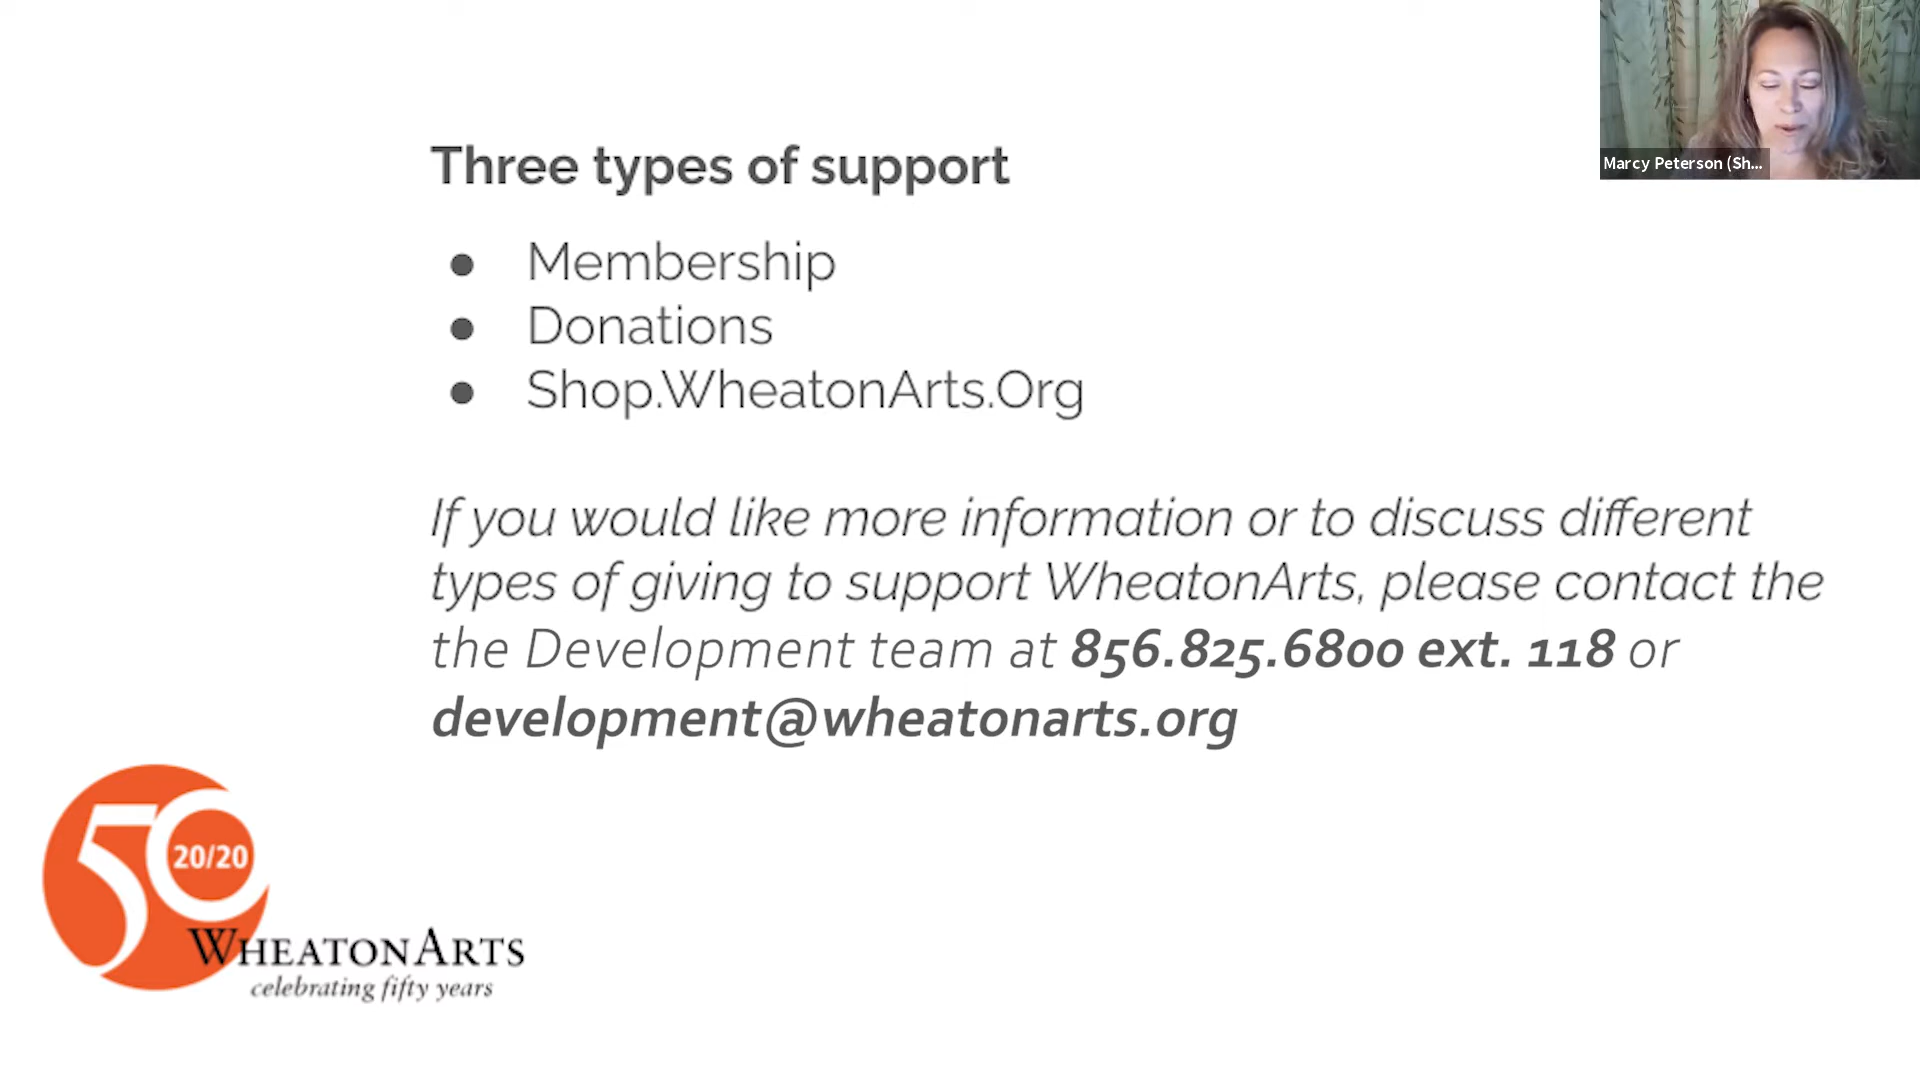 Marcy Peterson (Sh...
Three types of support
● Membership
● Donations
● Shop.WheatonArts.Org
If you would like more information or to discuss different
types of giving to support WheatonArts, please contact the
the Development team at 856.825.6800 ext. 118 or
development@wheatonarts.org
50
20/20
WHEATONARTS
celebrating fifty years